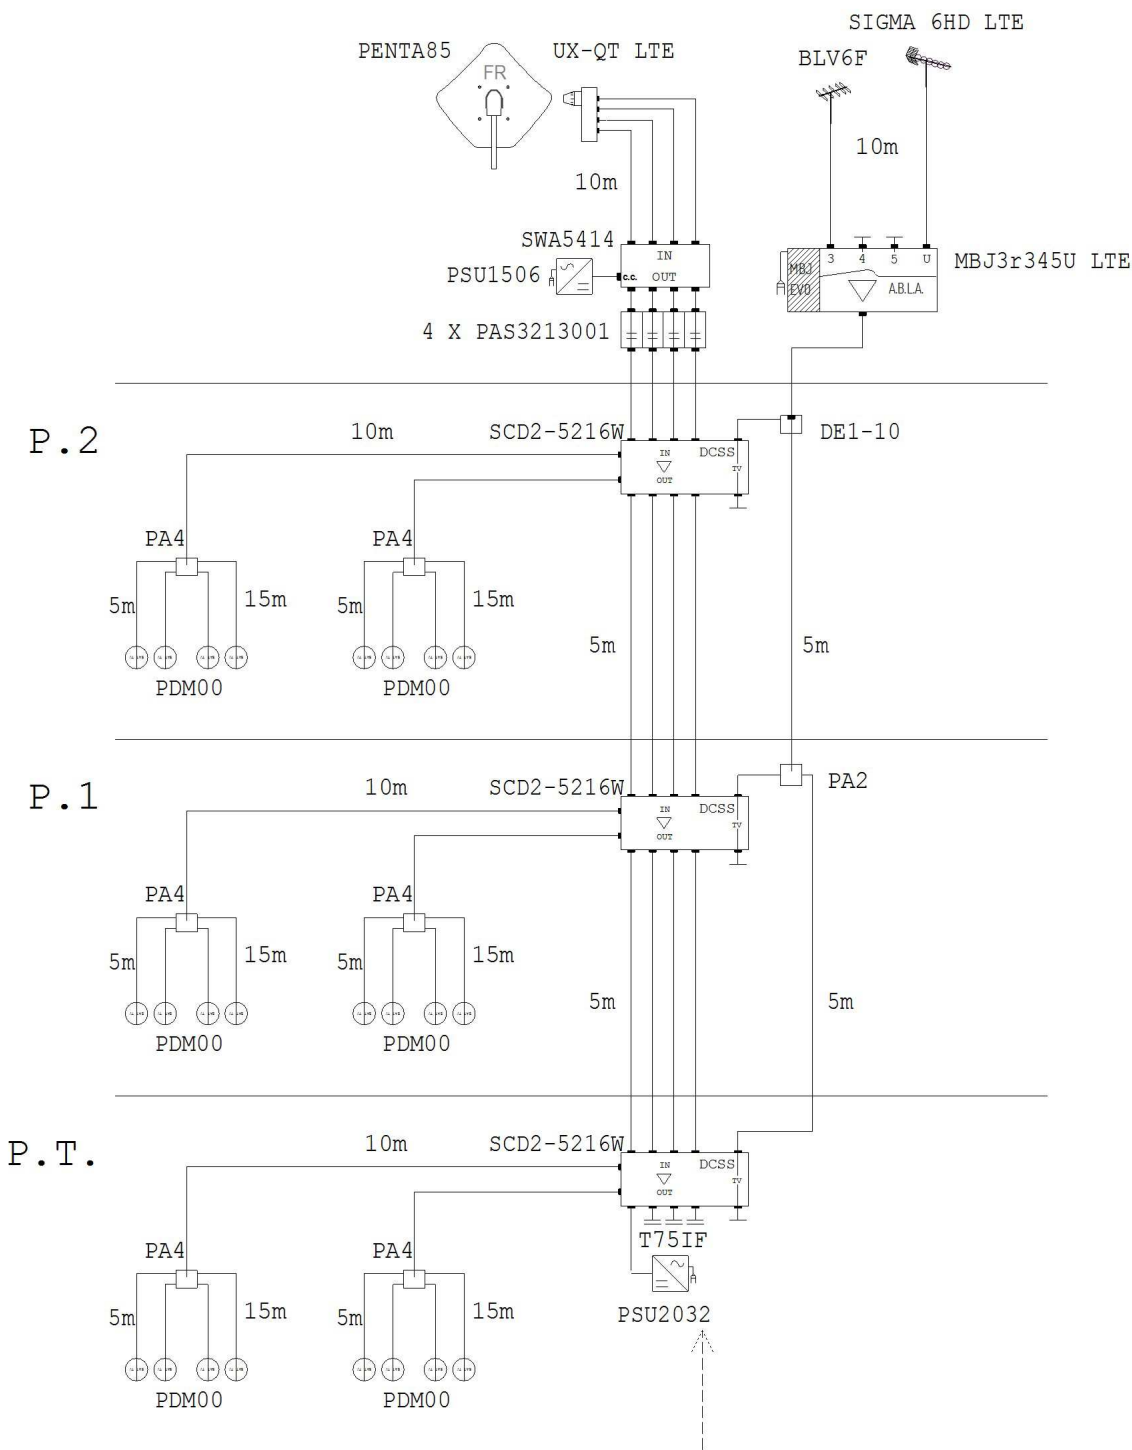 SIGMA 6HD LTE
PENTA85
UX-QT LTE
BLV6F
FR
10m
10m
SWA5414
IN
3 4 5 U
MBJ3r345U LTE
PSU1506
C.C.
OUT
MBJ
EVO
A.B.L.A.
4 X PAS3213001
P.2
10m
SCD2-5216W
DE1-10
IN
DCSS
TV
OUT
PA4
PA4
5m
15m
5m
15m
5m
5m
PDM00
PDM00
P.1
10m
SCD2-5216W
PA2
IN
DCSS
TV
OUT
PA4
PA4
5m
15m
5m
15m
5m
5m
PDM00
PDM00
P.T.
10m
SCD2-5216W
IN
DCSS
TV
OUT
T75IF
PA4
PA4
5m
15m
5m
15m
PSU2032
PDM00
PDM00